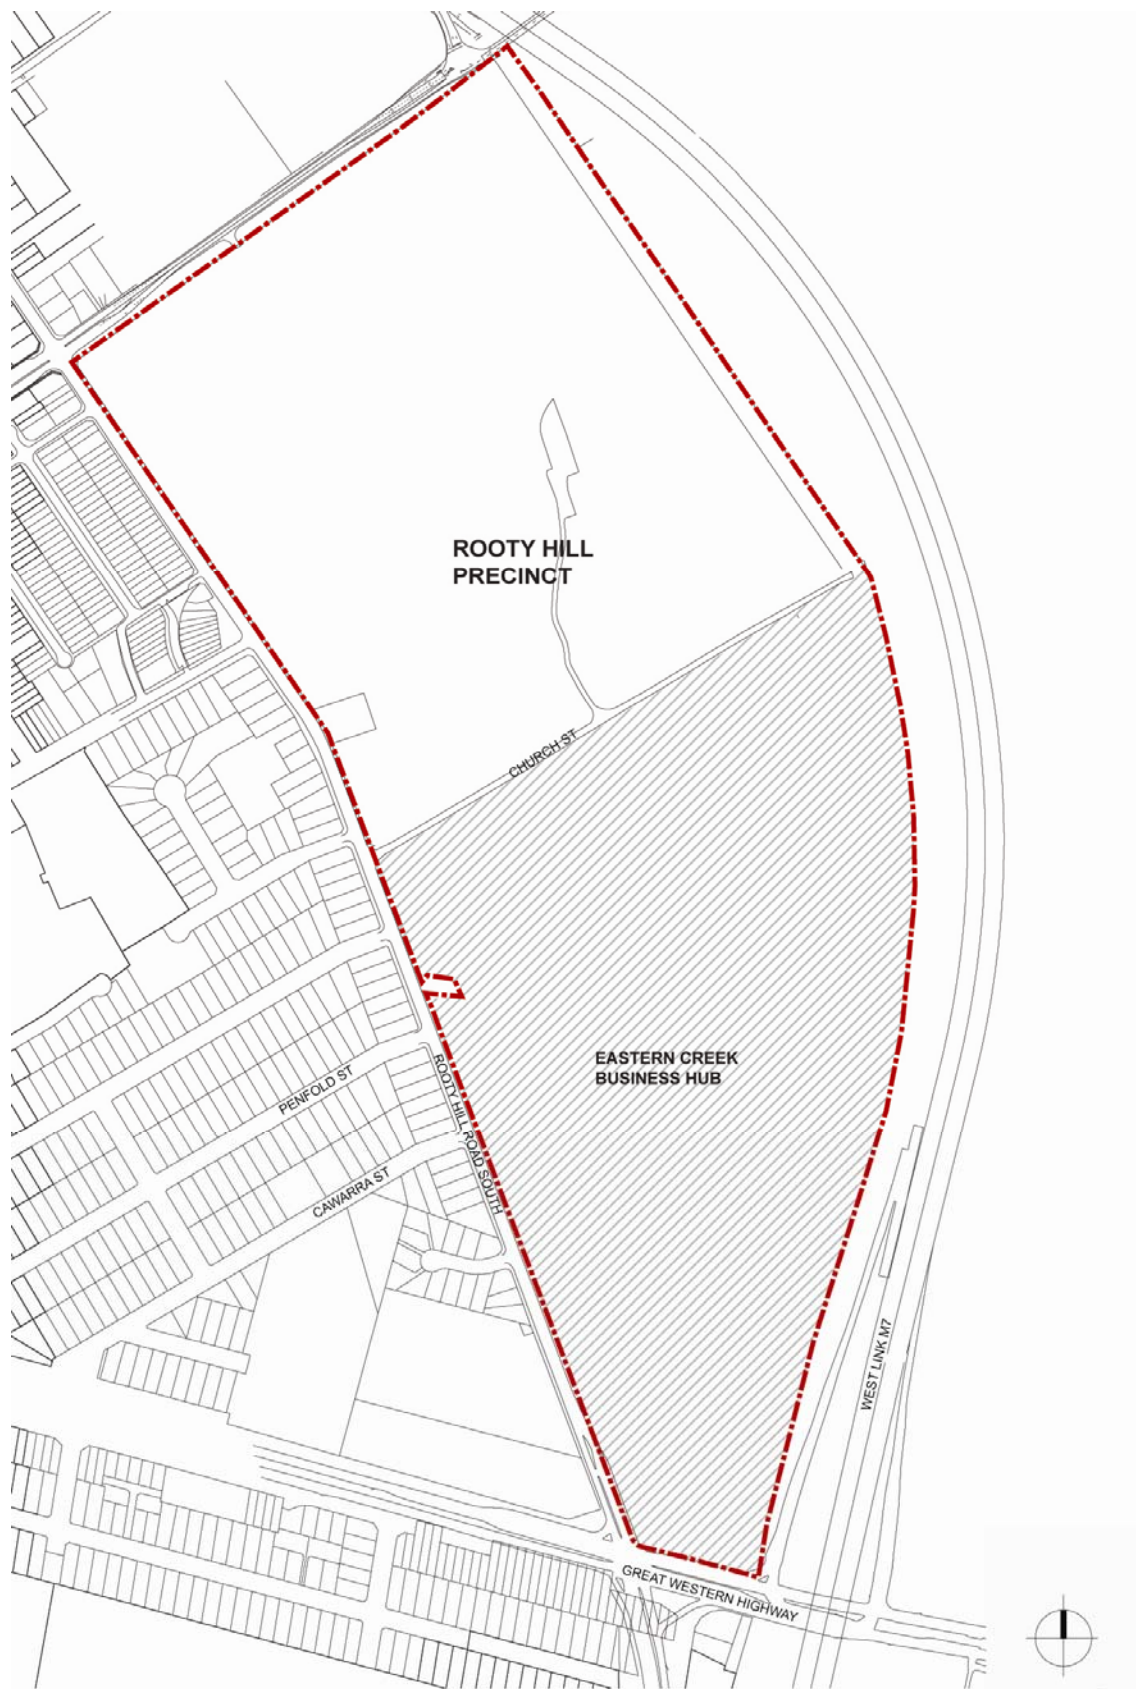 ROOTY HILL
PRECINCT
CHURCH ST
EASTERN CREEK
BUSINESS HUB
ROOTY HILL ROAD SOUTH
PENFOLD ST
CAWARRA ST
WEST LINK M7
GREAT WESTERN HIGHWAY